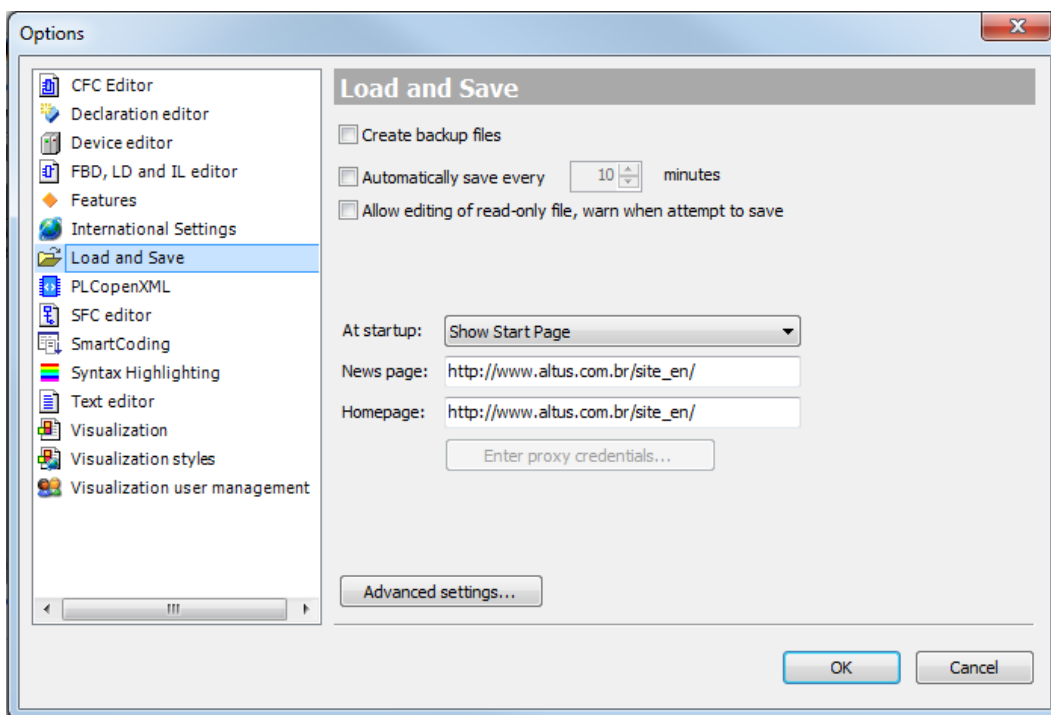 Options
CFC Editor
Declaration editor
Device editor
FBD, LD and IL editor
Features
International Settings
Load and Save
PLCopenXML
SFC editor
SmartCoding
Syntax Highlighting
Text editor
Visualization
Visualization styles
Visualization user management
Load and Save
Create backup files
Automatically save every 10 minutes
Allow editing of read-only file, warn when attempt to save
At startup: Show Start Page
News page: http://www.altus.com.br/site_en/
Homepage: http://www.altus.com.br/site_en/
Enter proxy credentials...
Advanced settings...
OK Cancel